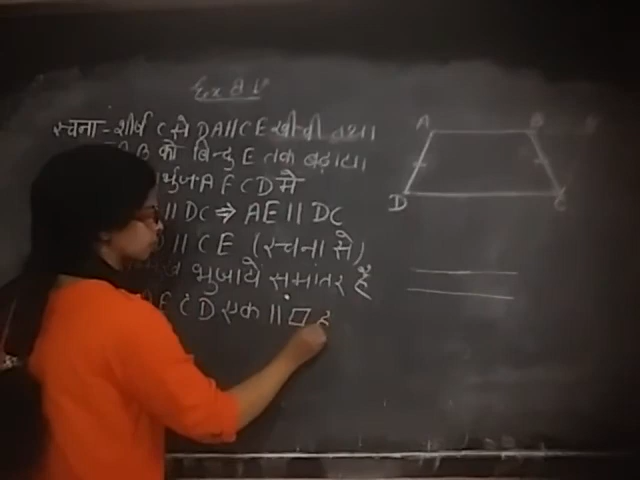 Ex 8.1
रचना - शीर्ष C से DA||CE खींची तथा
B को बिन्दु E तक बढ़ाया।
र्भुज AECD में
|| DC ⇒ AE || DC
D || CE (रचना से)
भुजायें समांतर हैं
E C D एक || □ है
A B E
D C